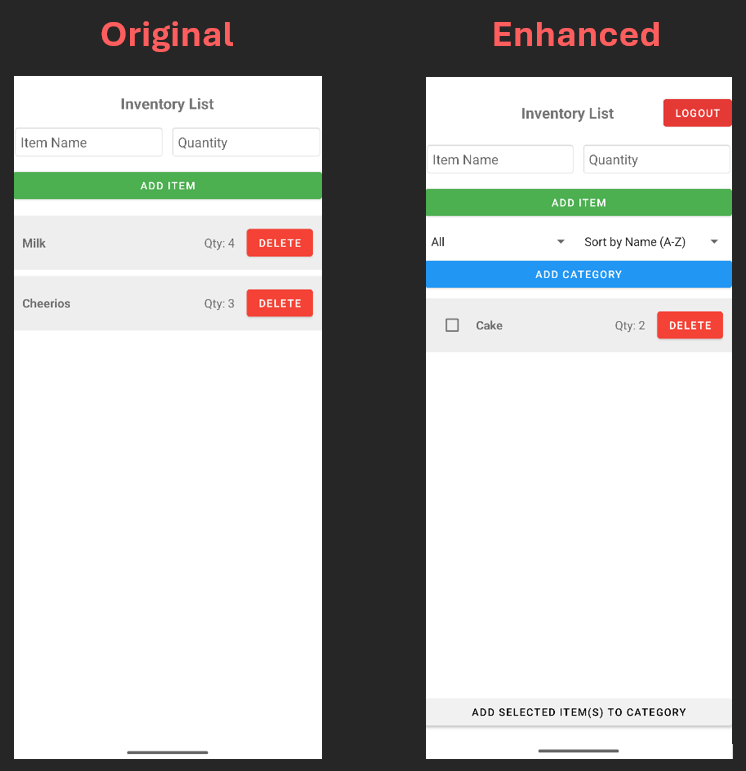 Original
Inventory List
Item Name Quantity
ADD ITEM
Milk Qty: 4 DELETE
Cheerios Qty: 3 DELETE
Enhanced
Inventory List LOGOUT
Item Name Quantity
ADD ITEM
All Sort by Name (A-Z)
ADD CATEGORY
Cake Qty: 2 DELETE
ADD SELECTED ITEM(S) TO CATEGORY